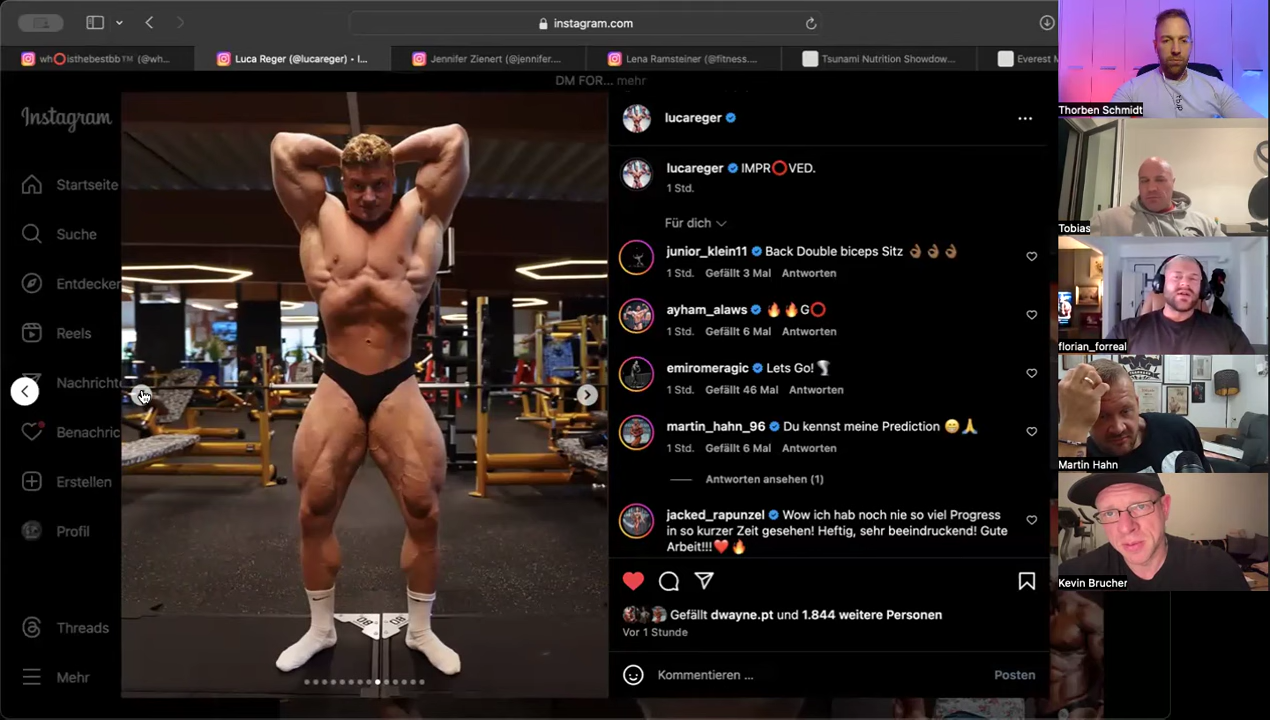 instagram.com
wh⭕isthebestbb™ (@wh...
Luca Reger (@lucareger) • I...
Jennifer Zienert (@jennifer....
Lena Ramsteiner (@fitness....
Tsunami Nutrition Showdow...
Everest M
DM FOR... mehr
Instagram
Startseite
Suche
Entdecken
Reels
Nachrichte
Benachric
Erstellen
Profil
Threads
Mehr
lucareger
lucareger IMPR⭕VED.
1 Std.
Für dich
junior_klein11 Back Double biceps Sitz 👌🏾👌🏾👌🏾
1 Std. Gefällt 3 Mal Antworten
ayham_alaws 🔥🔥G⭕
1 Std. Gefällt 6 Mal Antworten
emiromeragic Lets Go!🌪️
1 Std. Gefällt 46 Mal Antworten
martin_hahn_96 Du kennst meine Prediction 😁🙏
1 Std. Gefällt 6 Mal Antworten
Antworten ansehen (1)
jacked_rapunzel Wow ich hab noch nie so viel Progress
in so kurzer Zeit gesehen! Heftig, sehr beeindruckend! Gute
Arbeit!!!❤️🔥
Gefällt dwayne.pt und 1.844 weitere Personen
Vor 1 Stunde
Kommentieren ...
Posten
Thorben Schmidt
Tobias
florian_forreal
Martin Hahn
Kevin Brucher